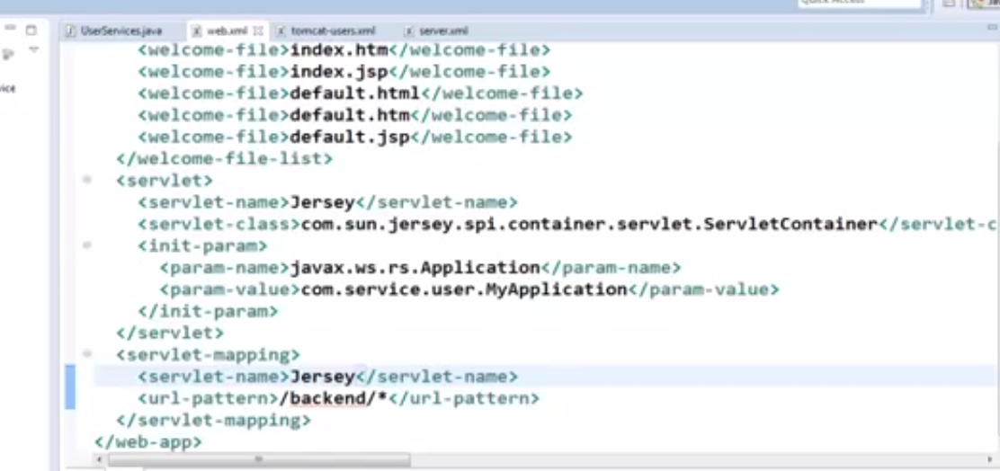 Quick Access
UserServices.java web.xml tomcat-users.xml server.xml
<welcome-file>index.htm</welcome-file>
<welcome-file>index.jsp</welcome-file>
<welcome-file>default.html</welcome-file>
<welcome-file>default.htm</welcome-file>
<welcome-file>default.jsp</welcome-file>
</welcome-file-list>
<servlet>
<servlet-name>Jersey</servlet-name>
<servlet-class>com.sun.jersey.spi.container.servlet.ServletContainer</servlet-c
<init-param>
<param-name>javax.ws.rs.Application</param-name>
<param-value>com.service.user.MyApplication</param-value>
</init-param>
</servlet>
<servlet-mapping>
<servlet-name>Jersey</servlet-name>
<url-pattern>/backend/*</url-pattern>
</servlet-mapping>
</web-app>